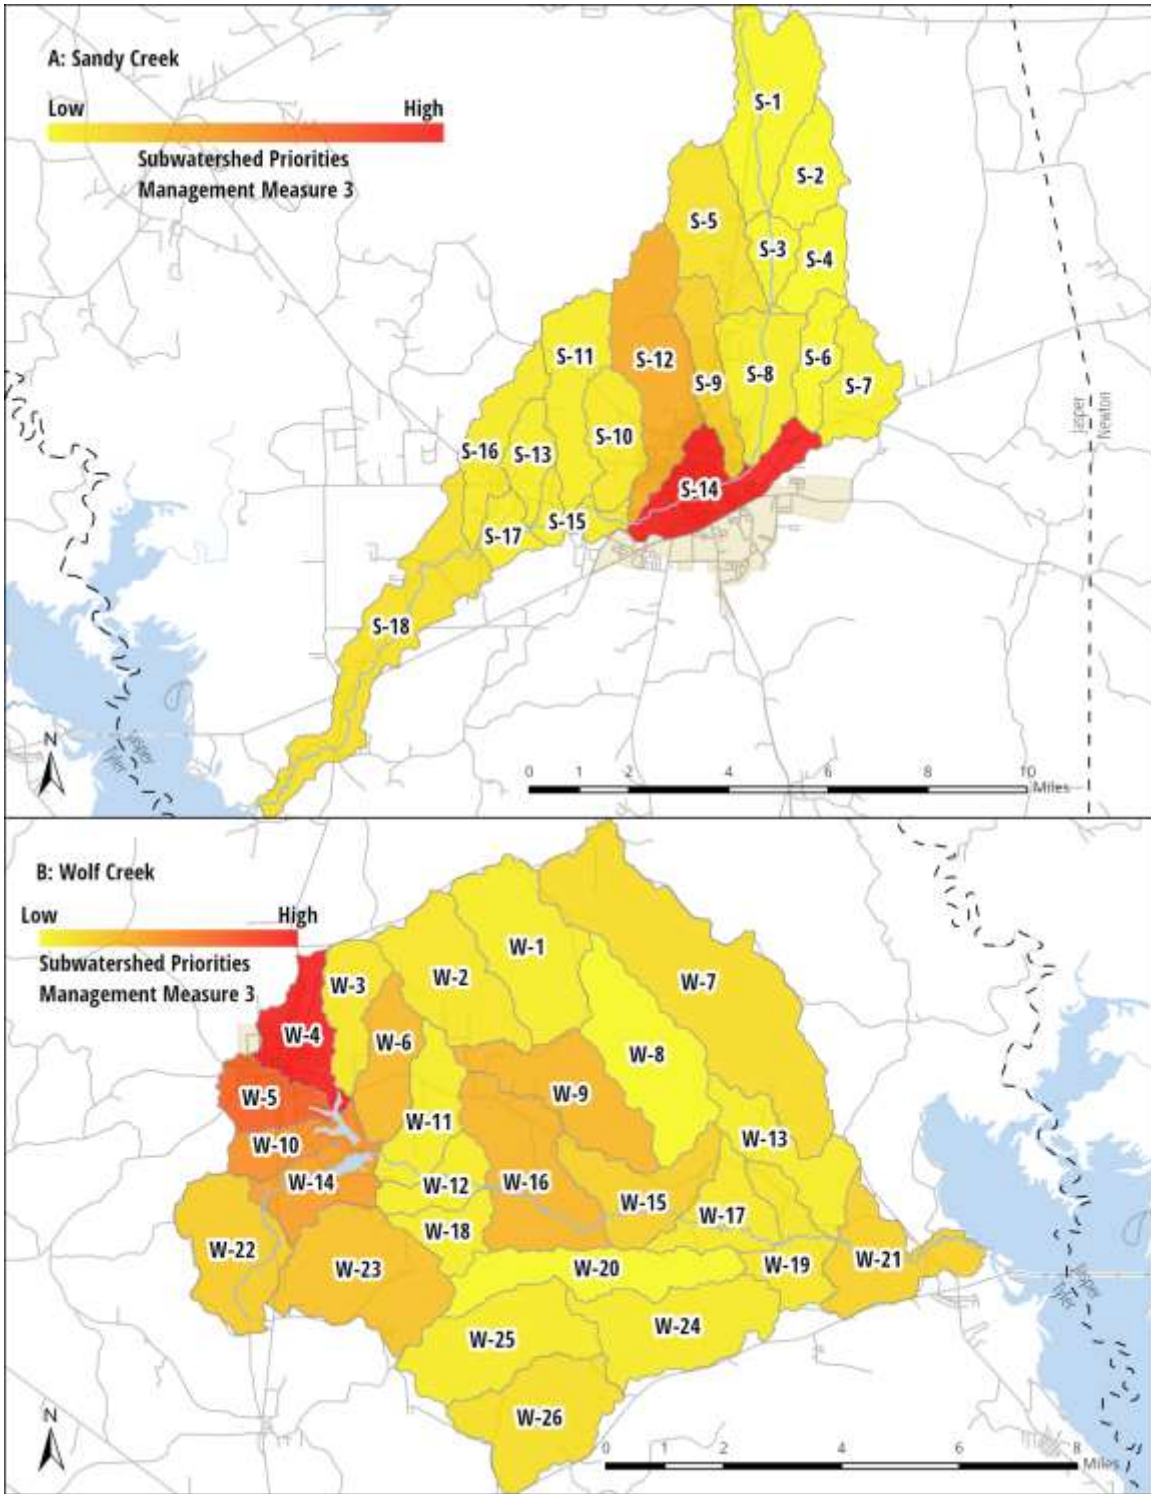 A: Sandy Creek
Low High
Subwatershed Priorities
Management Measure 3
S-1
S-2
S-5
S-3
S-4
S-11
S-12
S-6
S-8
S-9
S-7
S-10
S-16
S-13
S-14
S-15
S-17
S-18
Jasper
Newton
Jasper
Tyler
N
0 2 4 6 8 10
Miles
B: Wolf Creek
Low High
Subwatershed Priorities
Management Measure 3
W-1
W-2
W-3
W-7
W-4
W-6
W-8
W-5
W-9
W-11
W-13
W-10
W-14
W-12
W-16
W-15
W-17
W-18
W-22
W-23
W-20
W-19
W-21
W-25
W-24
W-26
Jasper
Tyler
N
0 2 4 6 8
Miles